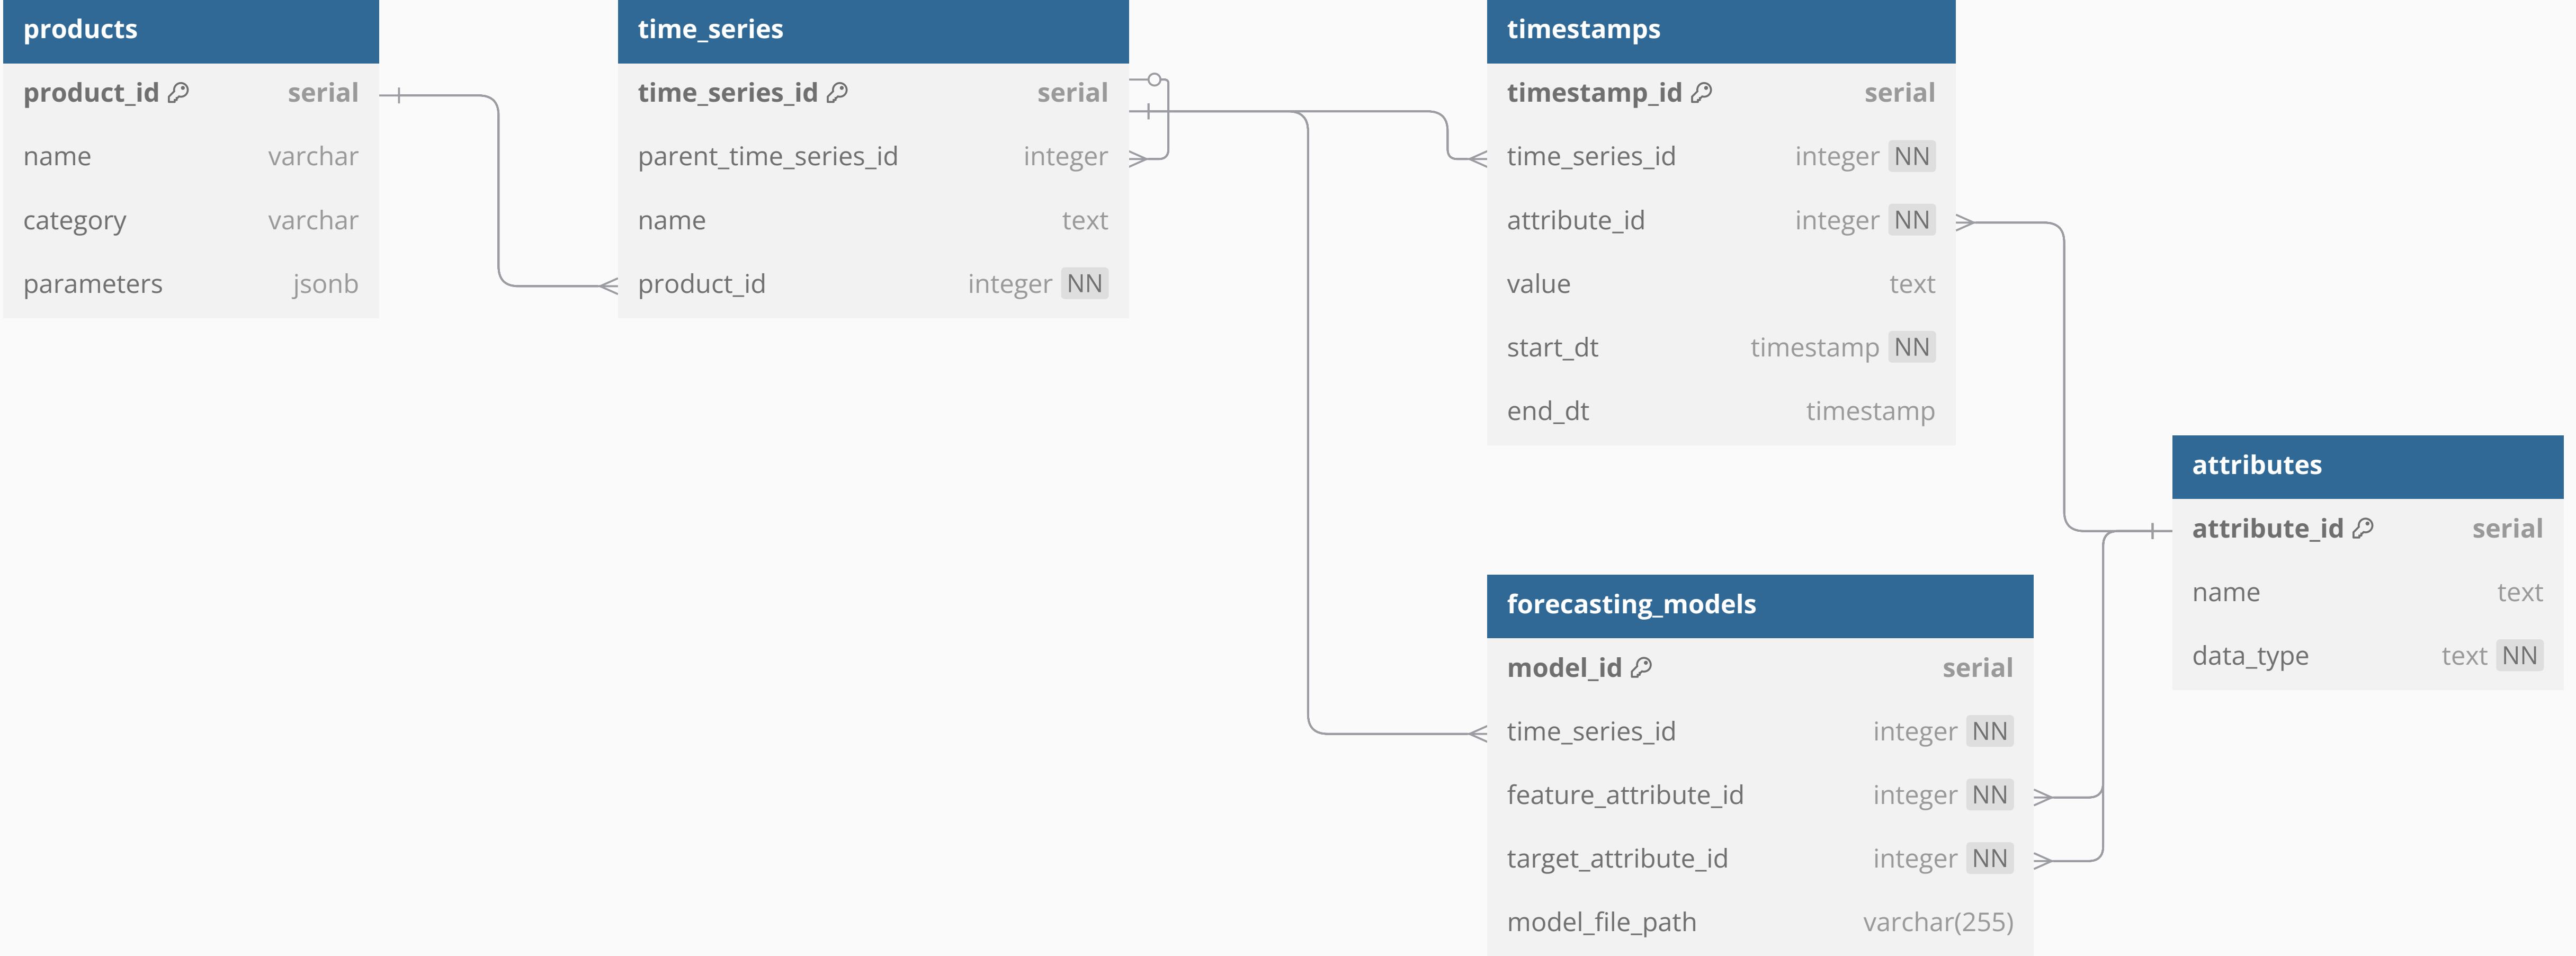 products
product_id serial
name varchar
category varchar
parameters jsonb
time_series
time_series_id serial
parent_time_series_id integer
name text
product_id integer NN
timestamps
timestamp_id serial
time_series_id integer NN
attribute_id integer NN
value text
start_dt timestamp NN
end_dt timestamp
attributes
attribute_id serial
name text
data_type text NN
forecasting_models
model_id serial
time_series_id integer NN
feature_attribute_id integer NN
target_attribute_id integer NN
model_file_path varchar(255)